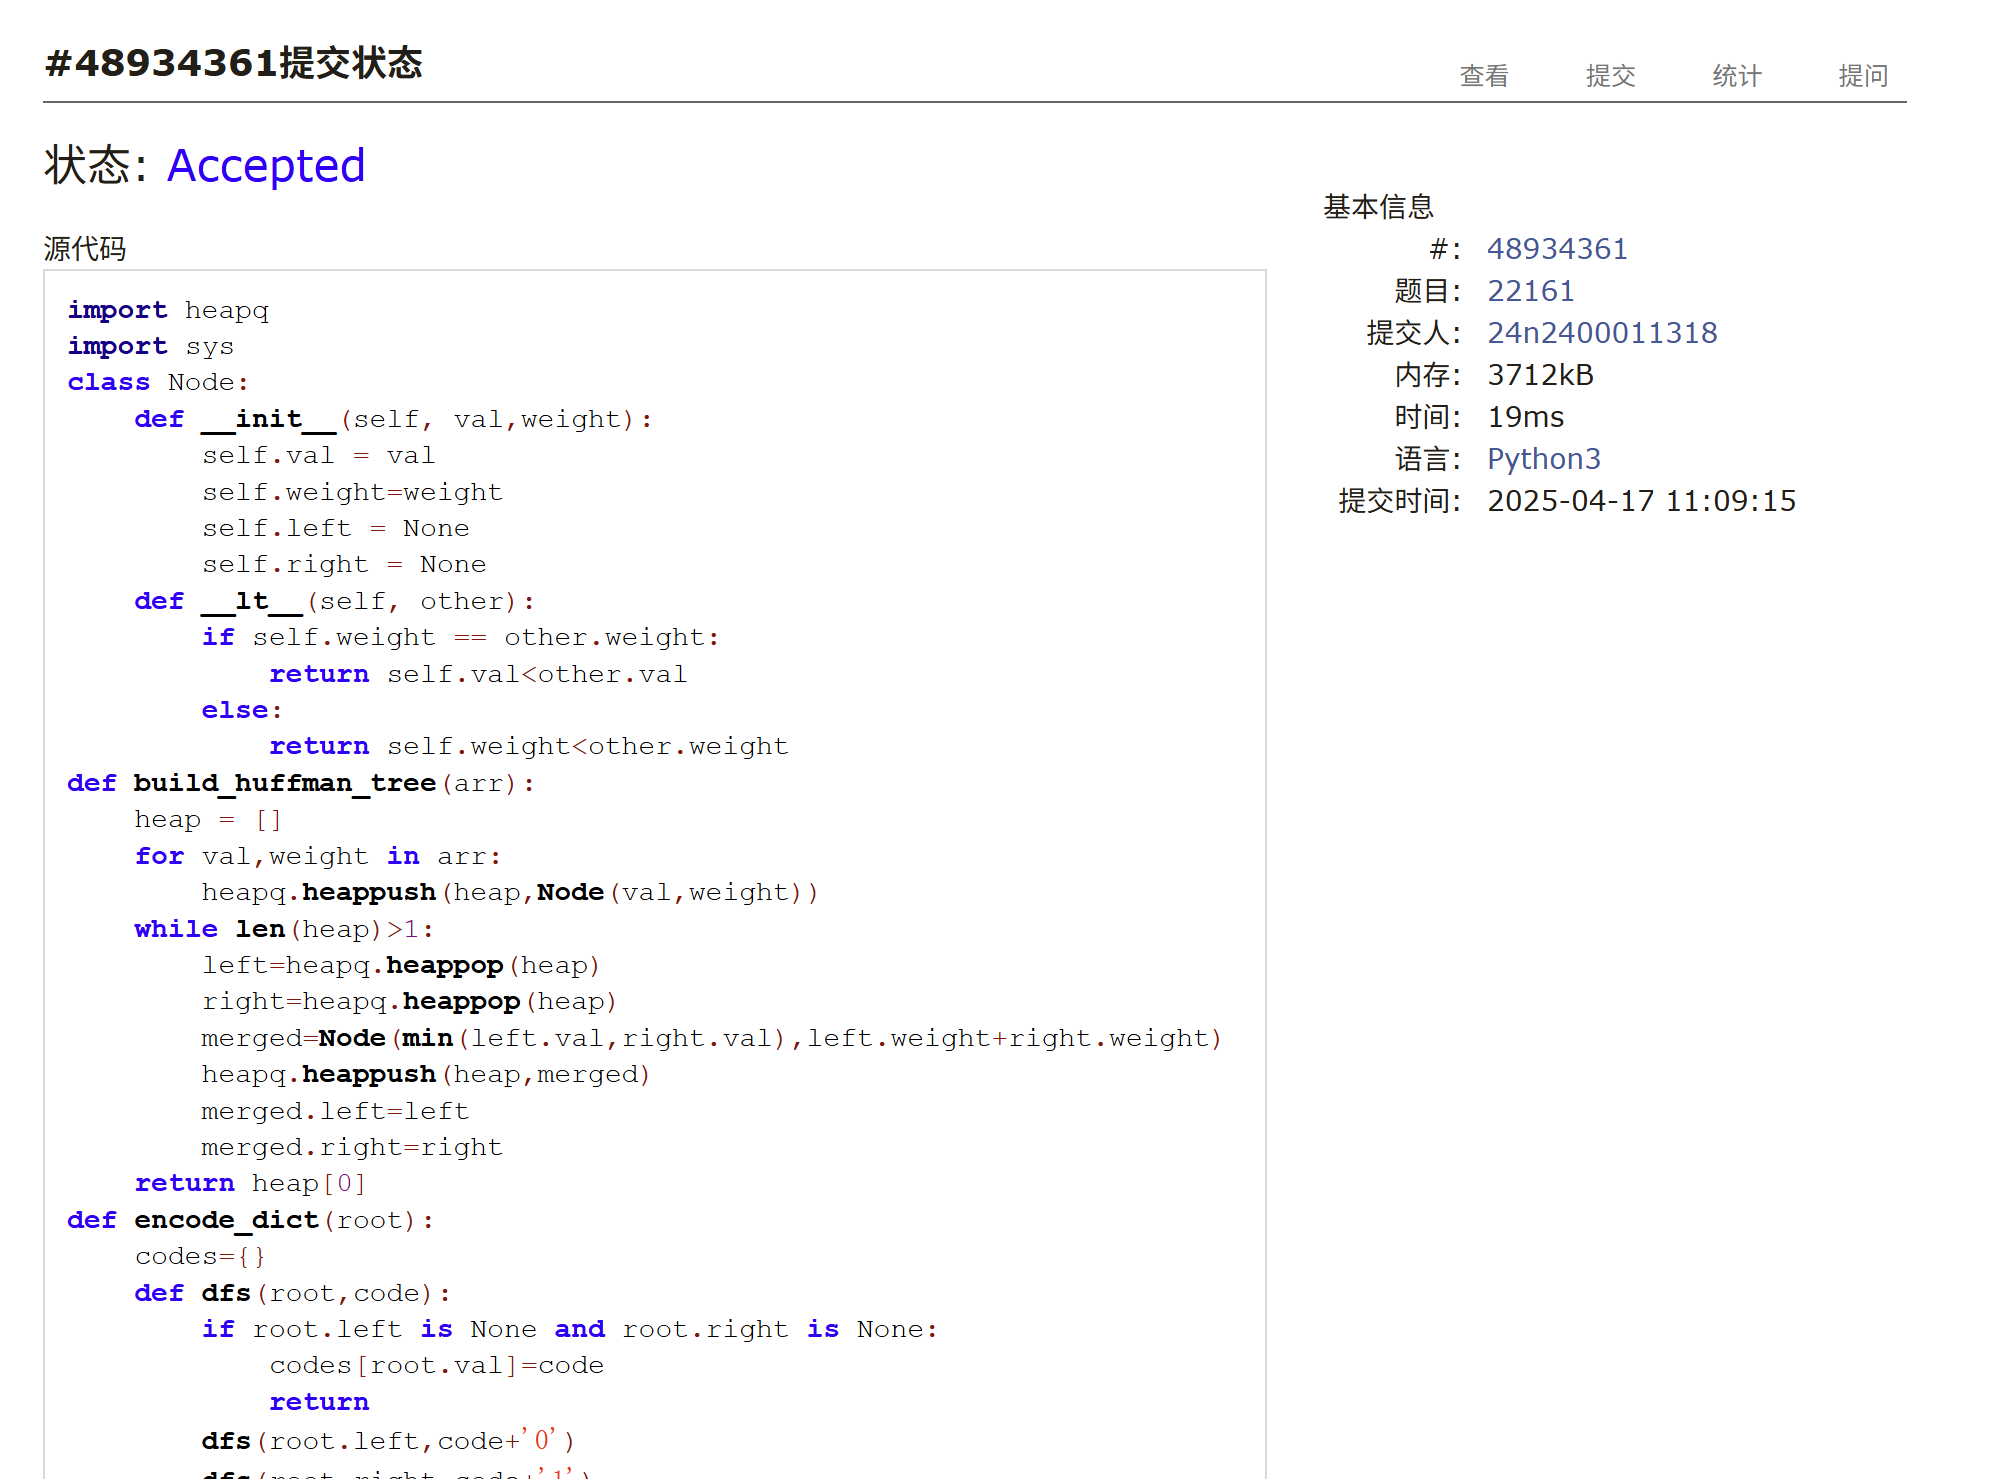 #48934361提交状态
查看 提交 统计 提问
状态: Accepted
源代码
import heapq
import sys
class Node:
    def __init__(self, val,weight):
        self.val = val
        self.weight=weight
        self.left = None
        self.right = None
    def __lt__(self, other):
        if self.weight == other.weight:
            return self.val<other.val
        else:
            return self.weight<other.weight
def build_huffman_tree(arr):
    heap = []
    for val,weight in arr:
        heapq.heappush(heap,Node(val,weight))
    while len(heap)>1:
        left=heapq.heappop(heap)
        right=heapq.heappop(heap)
        merged=Node(min(left.val,right.val),left.weight+right.weight)
        heapq.heappush(heap,merged)
        merged.left=left
        merged.right=right
    return heap[0]
def encode_dict(root):
    codes={}
    def dfs(root,code):
        if root.left is None and root.right is None:
            codes[root.val]=code
            return
        dfs(root.left,code+'0')
        dfs(root.right,code+'1')
基本信息
#: 48934361
题目: 22161
提交人: 24n2400011318
内存: 3712kB
时间: 19ms
语言: Python3
提交时间: 2025-04-17 11:09:15